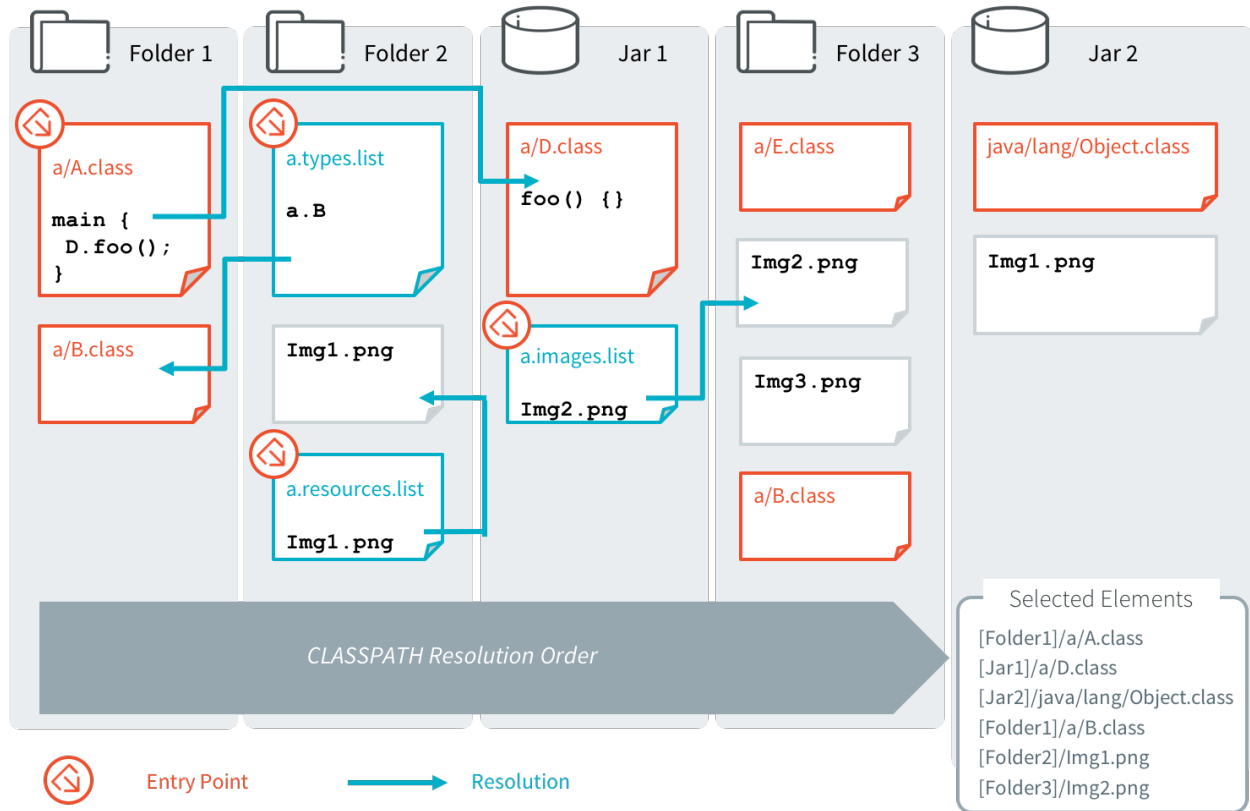 Folder 1
a/A.class
main {
D.foo();
}
a/B.class
Folder 2
a.types.list
a.B
Img1.png
a.resources.list
Img1.png
Jar 1
a/D.class
foo() {}
a.images.list
Img2.png
Folder 3
a/E.class
Img2.png
Img3.png
a/B.class
Jar 2
java/lang/Object.class
Img1.png
CLASSPATH Resolution Order
Selected Elements
[Folder1]/a/A.class
[Jar1]/a/D.class
[Jar2]/java/lang/Object.class
[Folder1]/a/B.class
[Folder2]/Img1.png
[Folder3]/Img2.png
Entry Point
Resolution